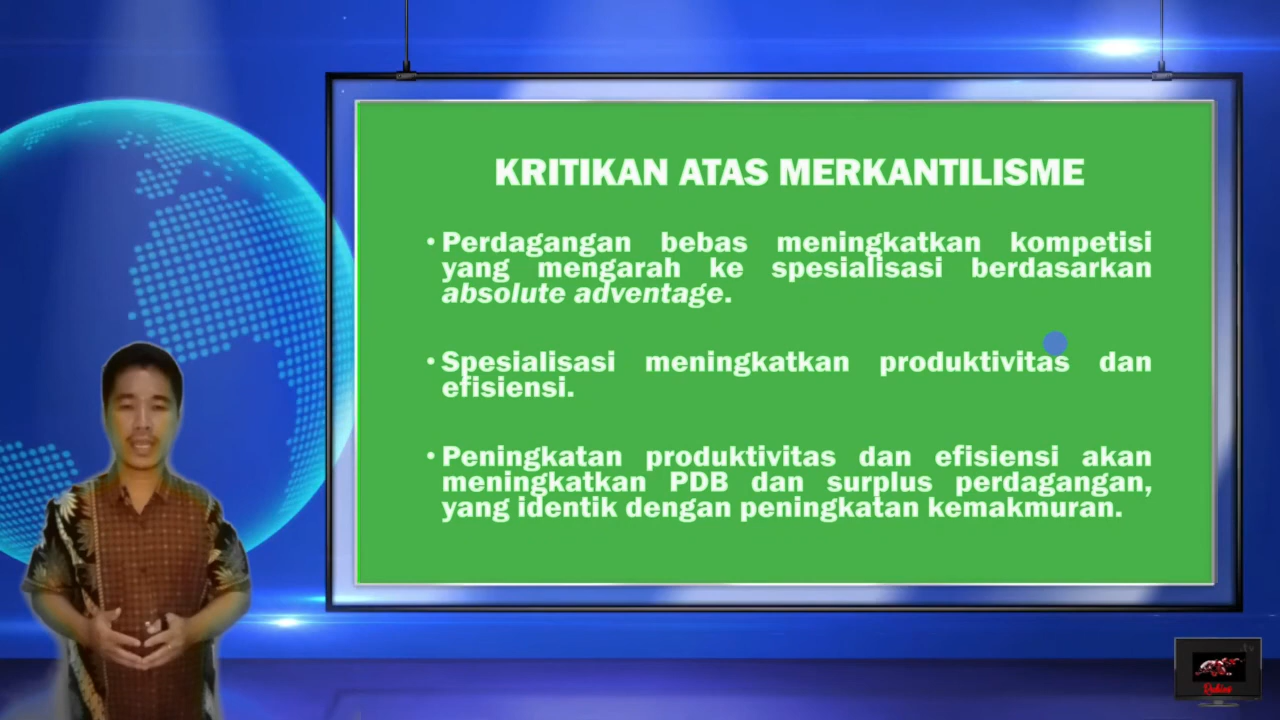 KRITIKAN ATAS MERKANTILISME
• Perdagangan bebas meningkatkan kompetisi
yang mengarah ke spesialisasi berdasarkan
absolute adventage.
• Spesialisasi meningkatkan produktivitas dan
efisiensi.
• Peningkatan produktivitas dan efisiensi akan
meningkatkan PDB dan surplus perdagangan,
yang identik dengan peningkatan kemakmuran.